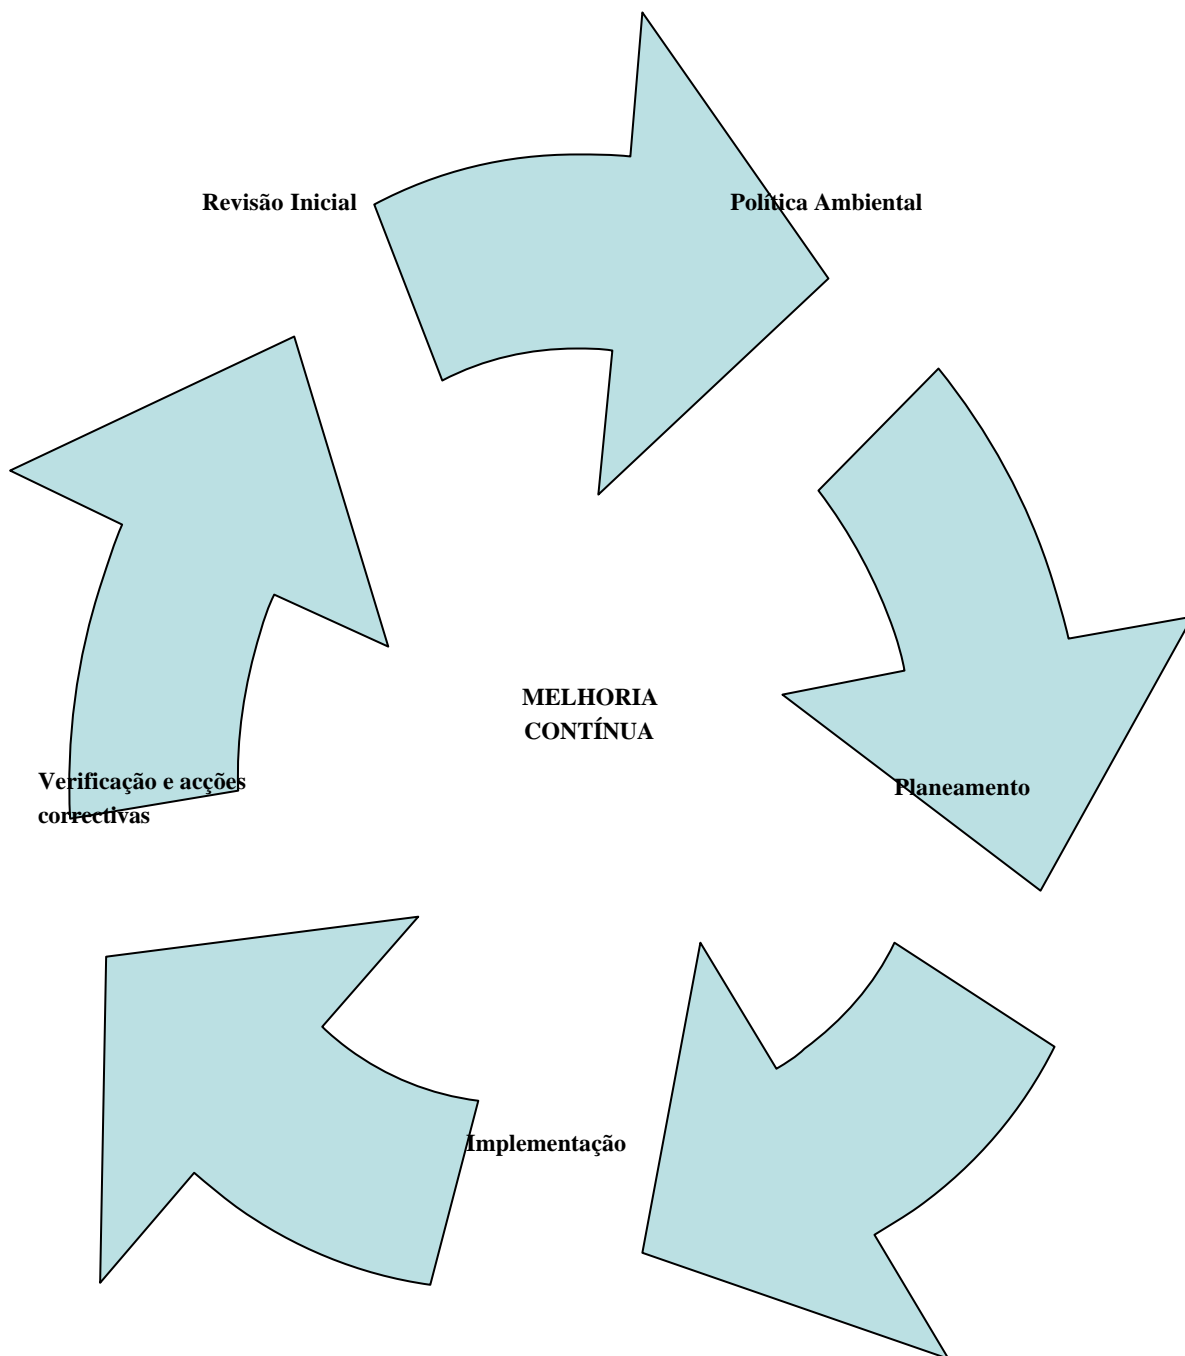 Revisão Inicial
Política Ambiental
MELHORIA
CONTÍNUA
Verificação e acções
correctivas
Planeamento
Implementação